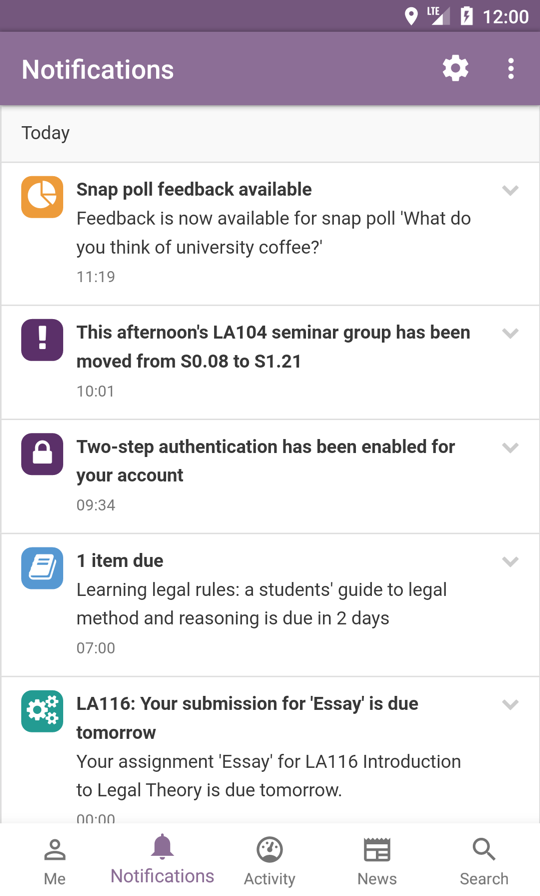 LTE 12:00
Notifications
Today
Snap poll feedback available
Feedback is now available for snap poll 'What do
you think of university coffee?'
11:19
This afternoon's LA104 seminar group has been
moved from S0.08 to S1.21
10:01
Two-step authentication has been enabled for
your account
09:34
1 item due
Learning legal rules: a students' guide to legal
method and reasoning is due in 2 days
07:00
LA116: Your submission for 'Essay' is due
tomorrow
Your assignment 'Essay' for LA116 Introduction
to Legal Theory is due tomorrow.
00:00
Me Notifications Activity News Search